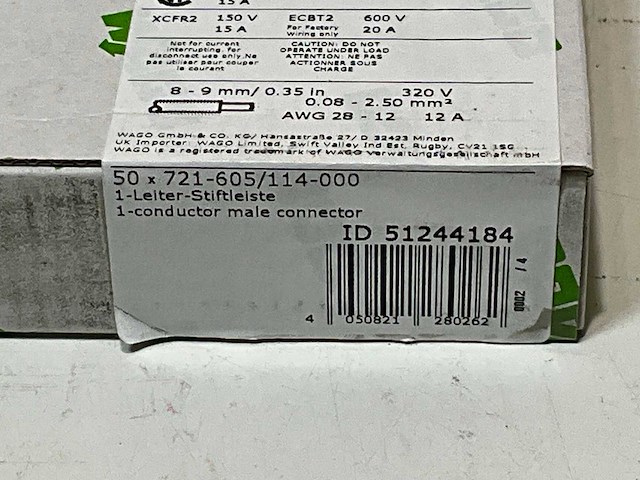 15 A
XCFR2 150 V ECBT2 600 V
15 A For Factory Wiring only 20 A
Not for current
interrupting, for
disconnect use only.Ne
pas utiliser pour couper
le courant
CAUTION: DO NOT
OPERATE UNDER LOAD
ATTENTION: NE PAS
ACTIONNER SOUS
CHARGE
8 - 9 mm/ 0.35 in 320 V
0.08 - 2.50 mm²
AWG 28 - 12 12 A
WAGO GmbH & CO. KG/ Hansastraße 27/ D 32423 Minden
UK Importer: WAGO Limited, Swift Valley Ind Est, Rugby, CV21 1SG
WAGO is a registered trademark of WAGO Verwaltungsgesellschaft mbH
50 x 721-605/114-000
1-Leiter-Stiftleiste
1-conductor male connector
ID 51244184
4 050821 280262
0002 / 4